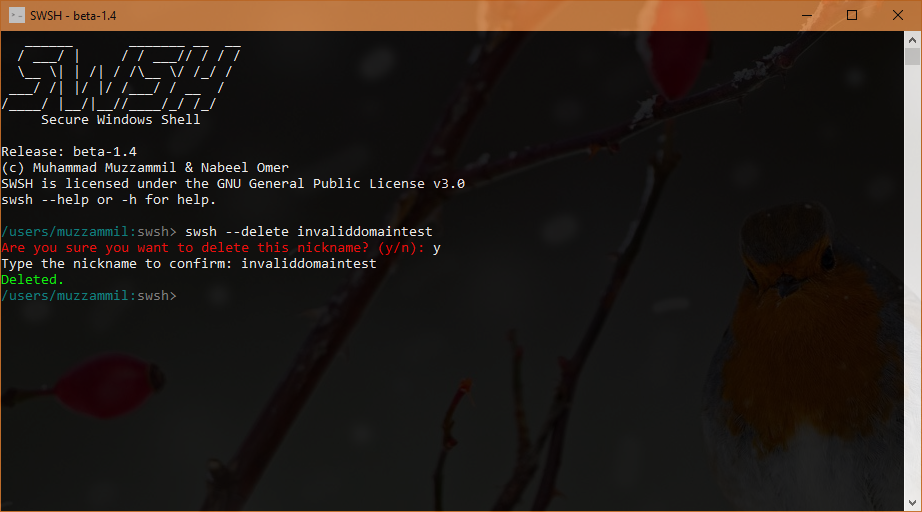 SWSH - beta-1.4
SWSH
Secure Windows Shell
Release: beta-1.4
(c) Muhammad Muzzammil & Nabeel Omer
SWSH is licensed under the GNU General Public License v3.0
swsh --help or -h for help.
/users/muzzammil:swsh> swsh --delete invaliddomaintest
Are you sure you want to delete this nickname? (y/n): y
Type the nickname to confirm: invaliddomaintest
Deleted.
/users/muzzammil:swsh>